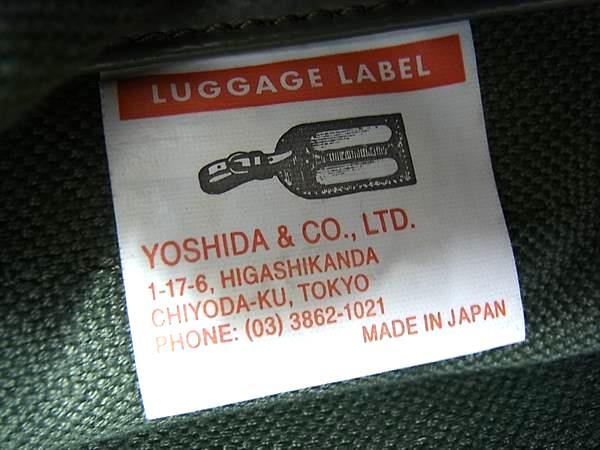 LUGGAGE LABEL
YOSHIDA & CO., LTD.
1-17-6, HIGASHIKANDA
CHIYODA-KU, TOKYO
PHONE: (03) 3862-1021
MADE IN JAPAN